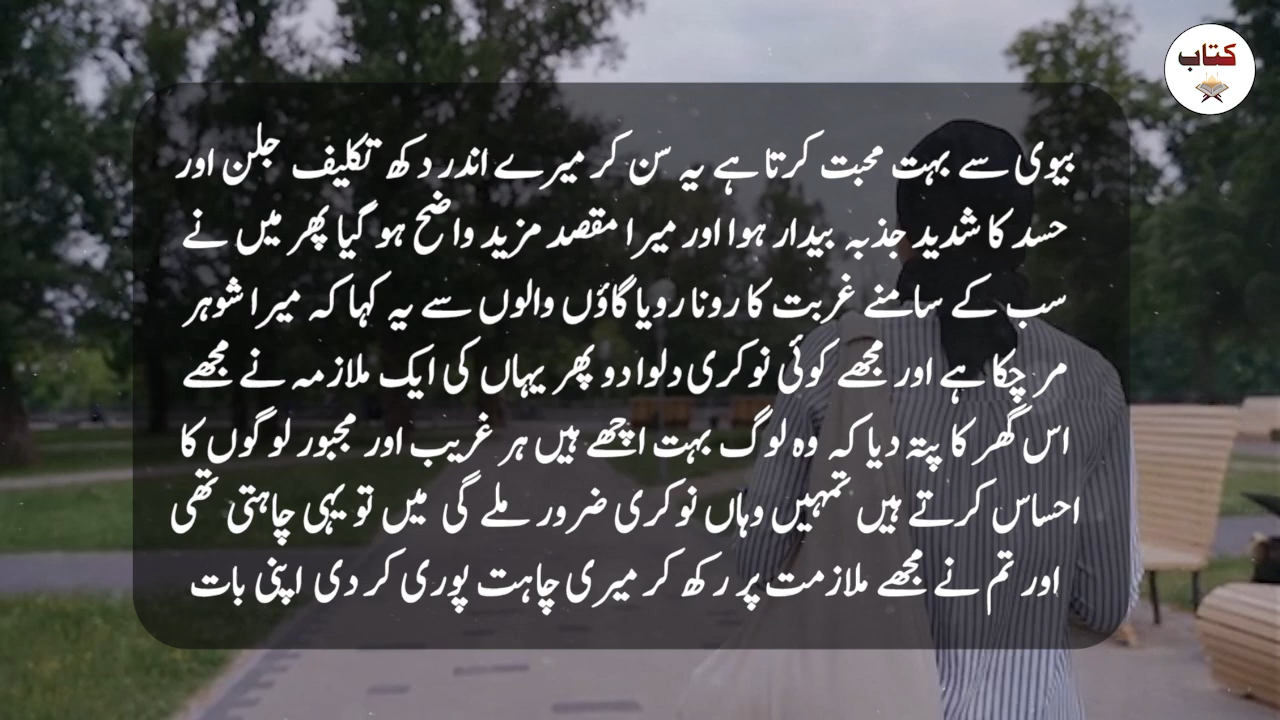 کتاب
بیوی سے بہت محبت کرتا ہے یہ سن کر میرے اندر دکھ تکلیف جلن اور
حسد کا شدید جذبہ بیدار ہوا اور میرا مقصد مزید واضح ہو گیا پھر میں نے
سب کے سامنے غربت کا رونا رویا گاؤں والوں سے یہ کہا کہ میرا شوہر
مر چکا ہے اور مجھے کوئی نوکری دلوا دو پھر یہاں کی ایک ملازمہ نے مجھے
اس گھر کا پتہ دیا کہ وہ لوگ بہت اچھے ہیں ہر غریب اور مجبور لوگوں کا
احساس کرتے ہیں تمہیں وہاں نوکری ضرور ملے گی میں تو یہی چاہتی تھی
اور تم نے مجھے ملازمت پر رکھ کر میری چاہت پوری کر دی اپنی بات